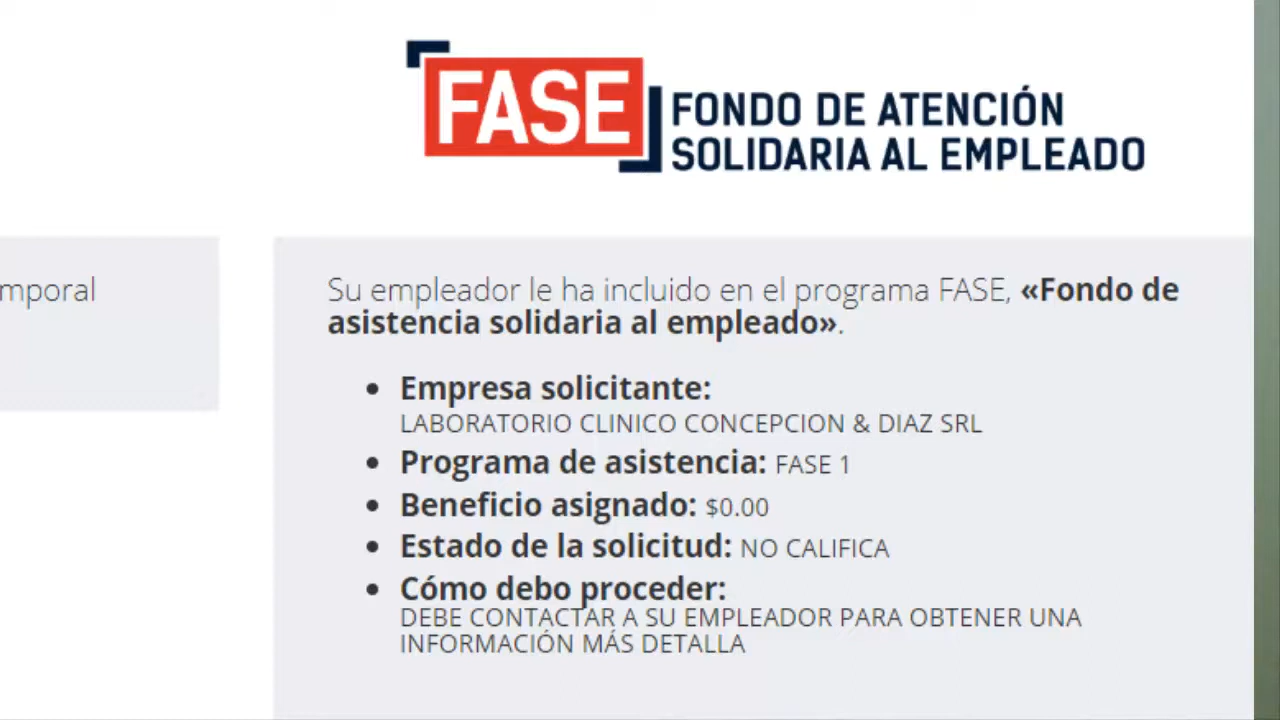 FASE
FONDO DE ATENCIÓN
SOLIDARIA AL EMPLEADO
mporal
Su empleador le ha incluido en el programa FASE, «Fondo de
asistencia solidaria al empleado».
Empresa solicitante:
LABORATORIO CLINICO CONCEPCION & DIAZ SRL
Programa de asistencia: FASE 1
Beneficio asignado: $0.00
Estado de la solicitud: NO CALIFICA
Cómo debo proceder:
DEBE CONTACTAR A SU EMPLEADOR PARA OBTENER UNA
INFORMACIÓN MÁS DETALLA